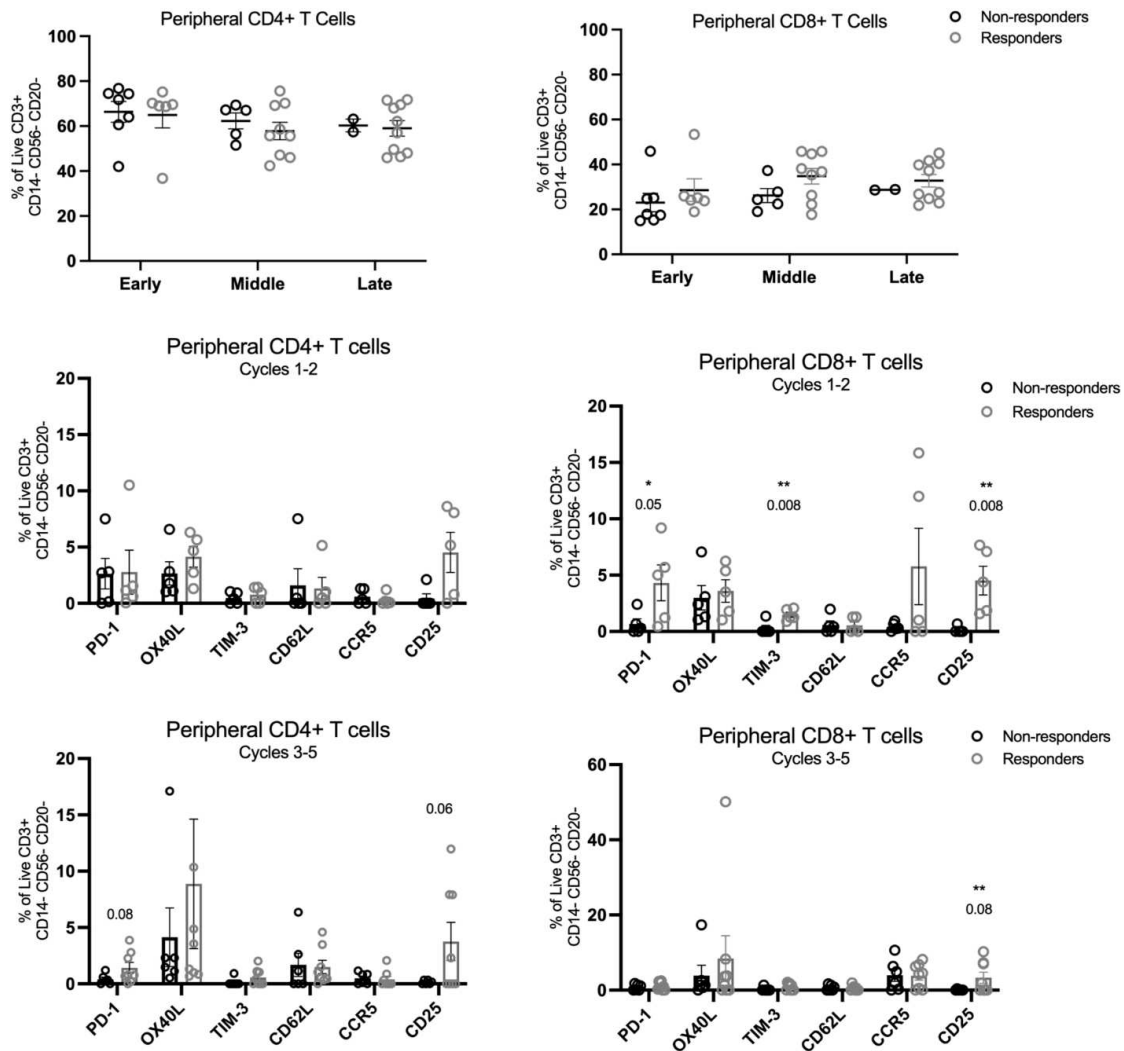 Peripheral CD4+ T Cells
% of Live CD3+
CD14- CD56- CD20-
100
80
60
40
20
0
Early Middle Late
Peripheral CD8+ T Cells
Non-responders
Responders
% of Live CD3+
CD14- CD56- CD20-
100
80
60
40
20
0
Early Middle Late
Peripheral CD4+ T cells
Cycles 1-2
% of Live CD3+
CD14- CD56- CD20-
20
15
10
5
0
PD-1 OX40L TIM-3 CD62L CCR5 CD25
Peripheral CD8+ T cells
Cycles 1-2
Non-responders
Responders
% of Live CD3+
CD14- CD56- CD20-
20
15
10
5
0
* ** **
0.05 0.008 0.008
PD-1 OX40L TIM-3 CD62L CCR5 CD25
Peripheral CD4+ T cells
Cycles 3-5
% of Live CD3+
CD14- CD56- CD20-
20
15
10
5
0
0.08 0.06
PD-1 OX40L TIM-3 CD62L CCR5 CD25
Peripheral CD8+ T cells
Cycles 3-5
Non-responders
Responders
% of Live CD3+
CD14- CD56- CD20-
60
40
20
0
**
0.08
PD-1 OX40L TIM-3 CD62L CCR5 CD25